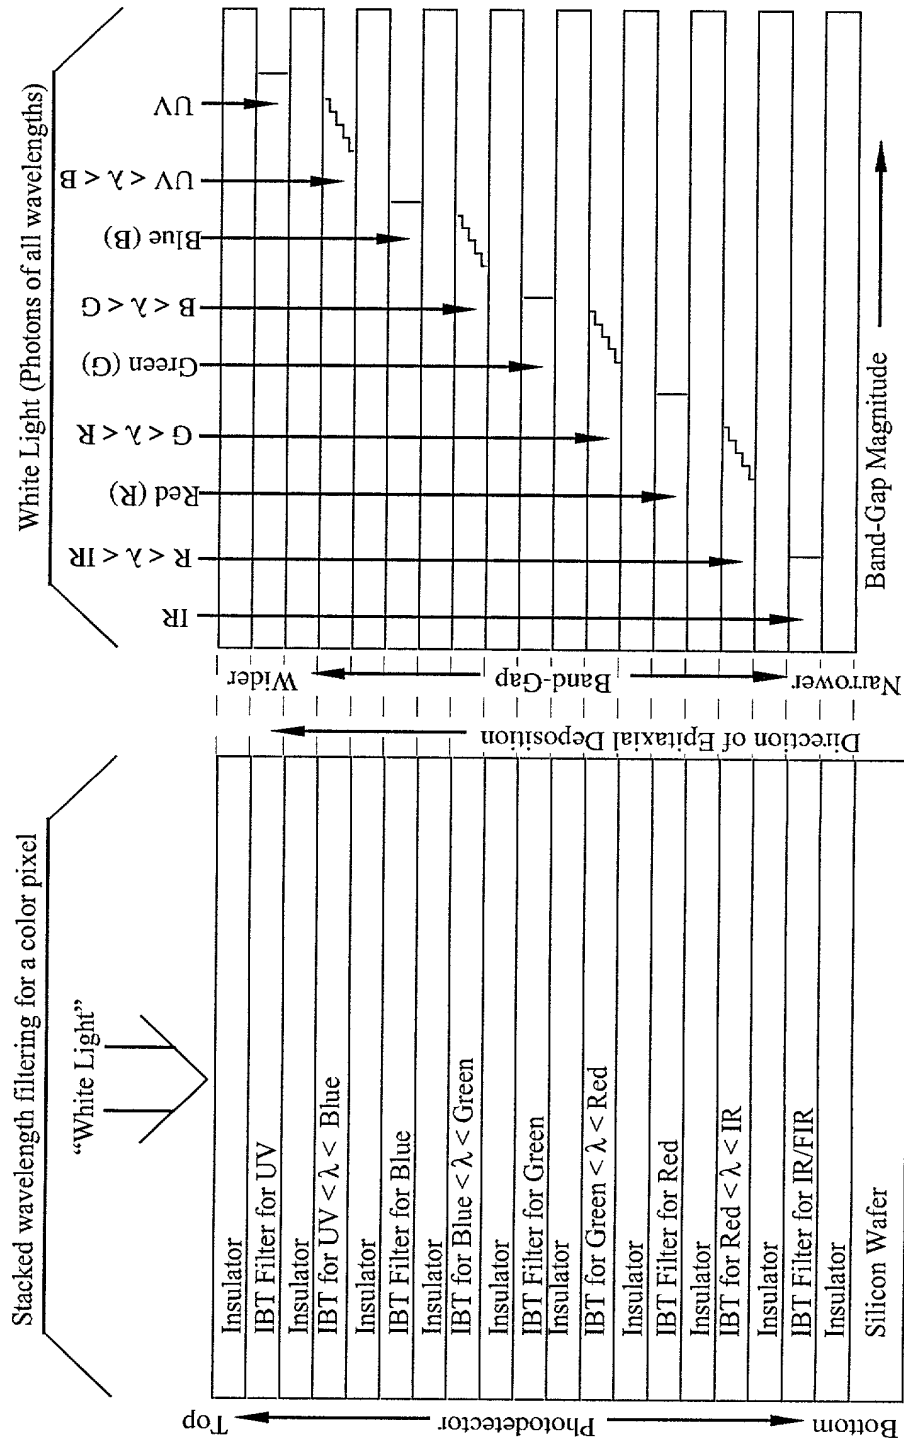 Stacked wavelength filtering for a color pixel
"White Light"
Top
Photodetector
Bottom
Insulator
IBT Filter for UV
Insulator
IBT for UV < λ < Blue
Insulator
IBT Filter for Blue
Insulator
IBT for Blue < λ < Green
Insulator
IBT Filter for Green
Insulator
IBT for Green < λ < Red
Insulator
IBT Filter for Red
Insulator
IBT for Red < λ < IR
Insulator
IBT Filter for IR/FIR
Insulator
Silicon Wafer
Direction of Epitaxial Deposition
Wider
Band-Gap
Narrower
White Light (Photons of all wavelengths)
IR
R < λ < IR
Red (R)
G < λ < R
Green (G)
B < λ < G
Blue (B)
UV < λ < B
UV
Band-Gap Magnitude